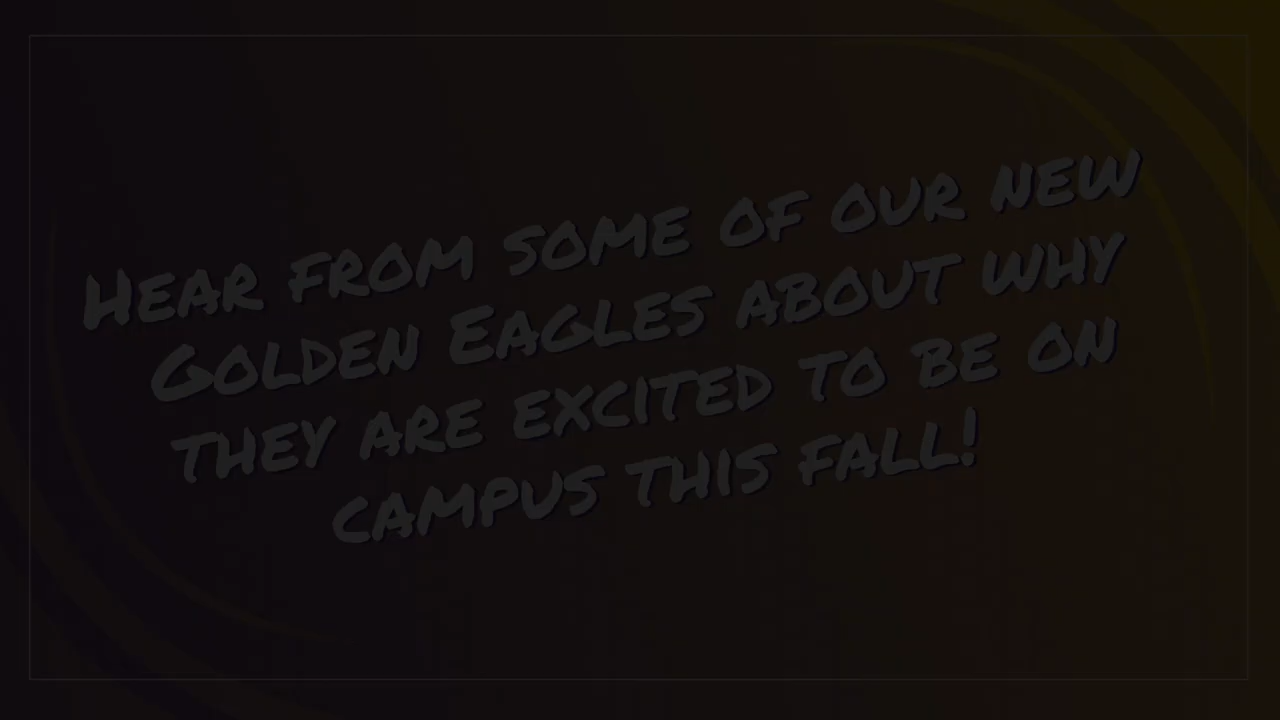 Hear from some of our new
Golden Eagles about why
they are excited to be on
campus this fall!